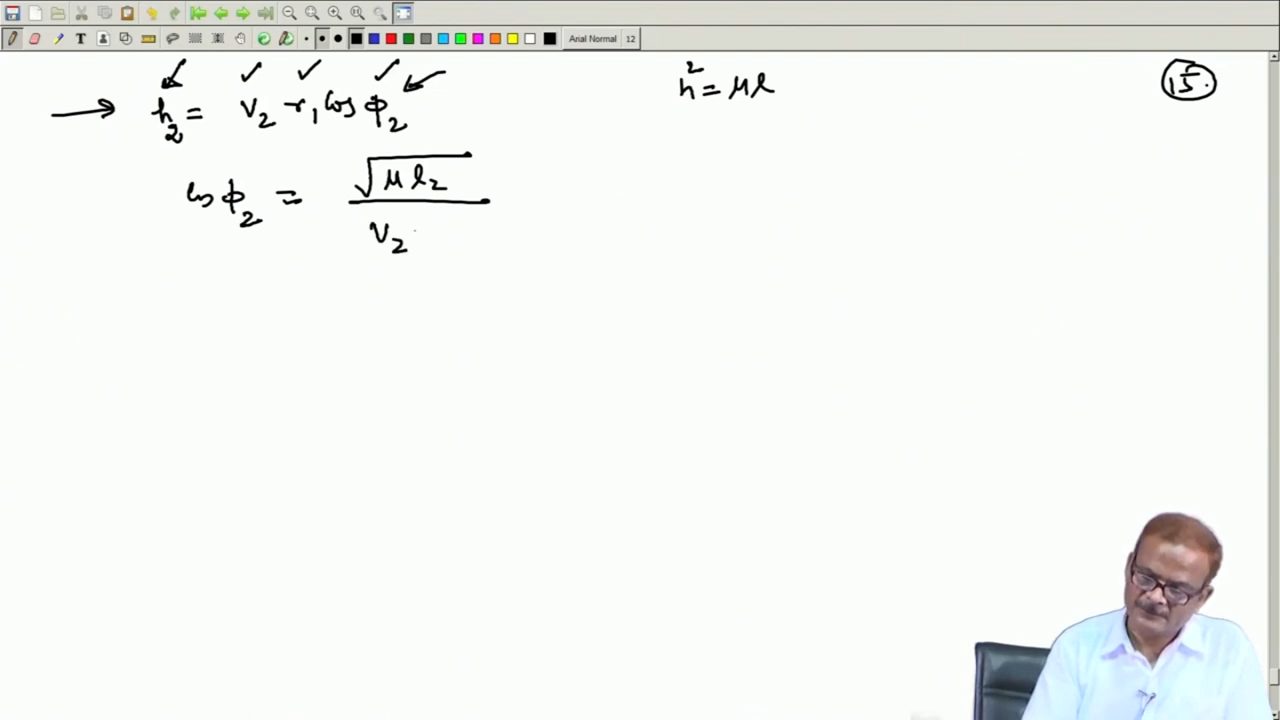 T Arial Normal 12
→ h₂ = v₂ r₁ cos ϕ₂
h² = μl
15.
cos ϕ₂ = √(μl₂) / v₂